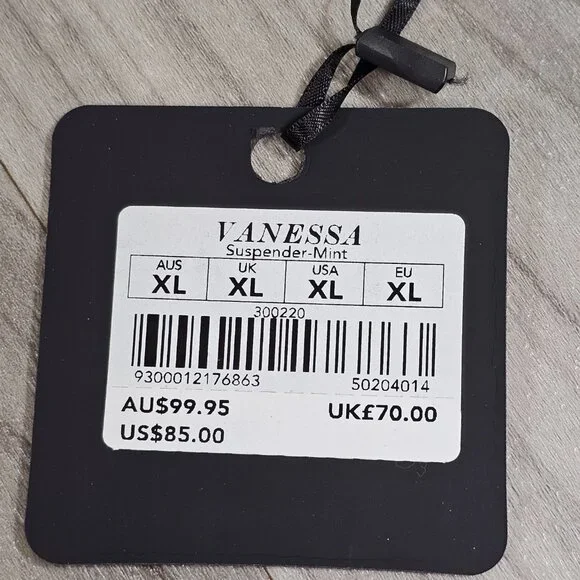 VANESSA
Suspender-Mint
AUS UK USA EU
XL XL XL XL
300220
9300012176863 50204014
AU$99.95 UK£70.00
US$85.00